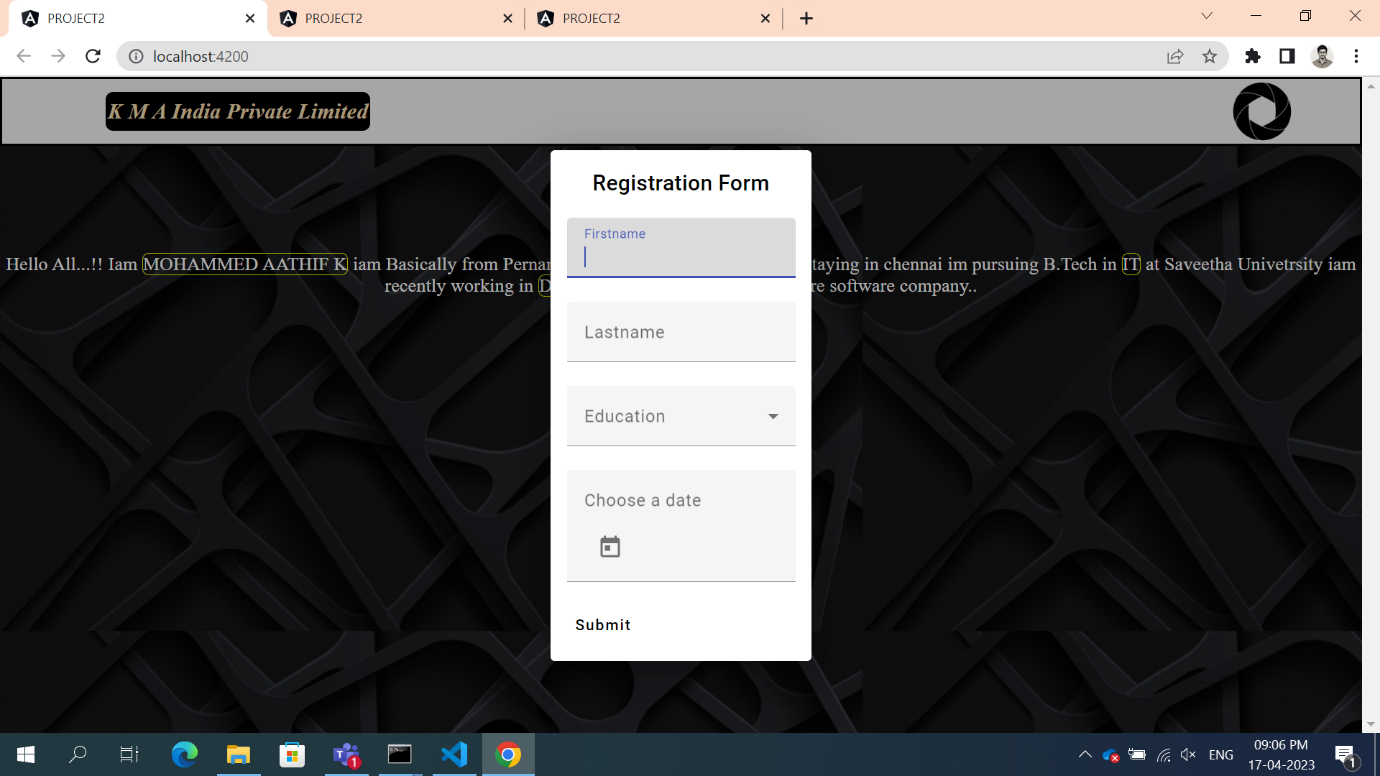 PROJECT2
PROJECT2
PROJECT2
localhost:4200
K M A India Private Limited
Registration Form
Firstname
Hello All...!! Iam MOHAMMED AATHIF K iam Basically from taying in chennai im pursuing B.Tech in IT at Saveetha Univetrsity iam
recently working in re software company..
Lastname
Education
Choose a date
Submit
ENG
09:06 PM
17-04-2023
1
1